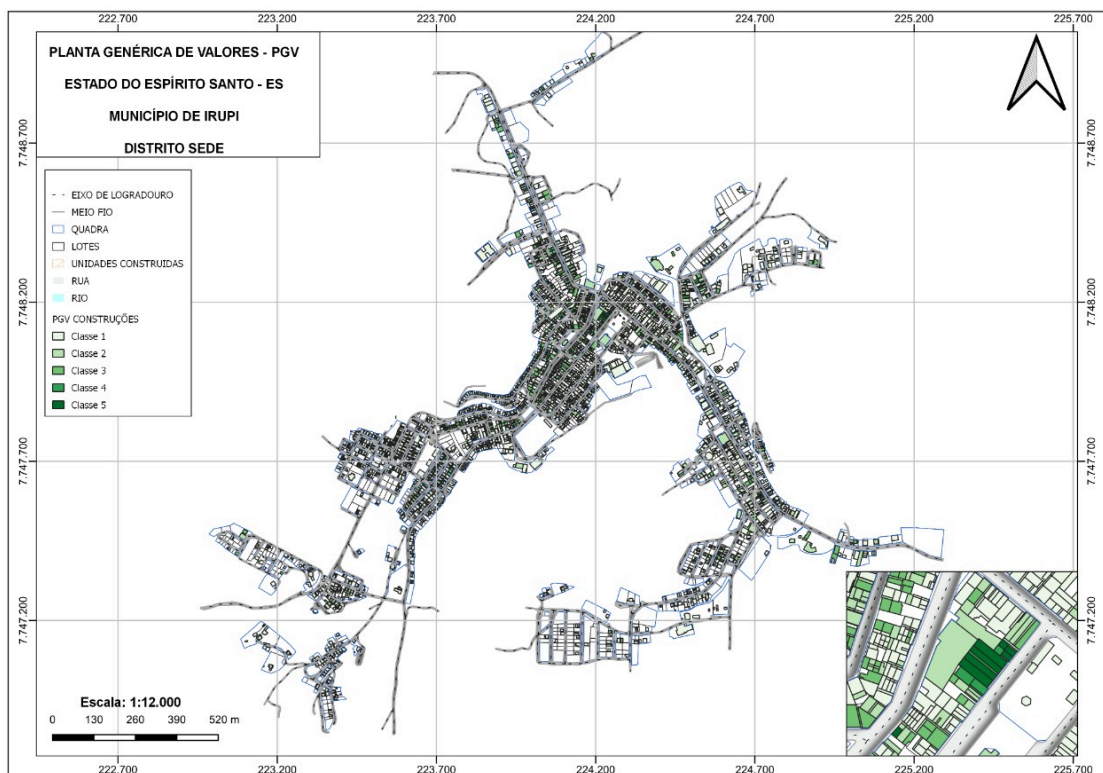 222.700 223.200 223.700 224.200 224.700 225.200 225.700
PLANTA GENÉRICA DE VALORES - PGV
ESTADO DO ESPÍRITO SANTO - ES
MUNICÍPIO DE IRUPI
DISTRITO SEDE
7.748.700 7.748.700
EIXO DE LOGRADOURO
MEIO FIO
QUADRA
LOTES
UNIDADES CONSTRUIDAS
RUA
RIO
PGV CONSTRUÇÕES
Classe 1
Classe 2
Classe 3
Classe 4
Classe 5
7.748.200 7.748.200
7.747.700 7.747.700
7.747.200 7.747.200
Escala: 1:12.000
0 130 260 390 520 m
222.700 223.200 223.700 224.200 224.700 225.200 225.700